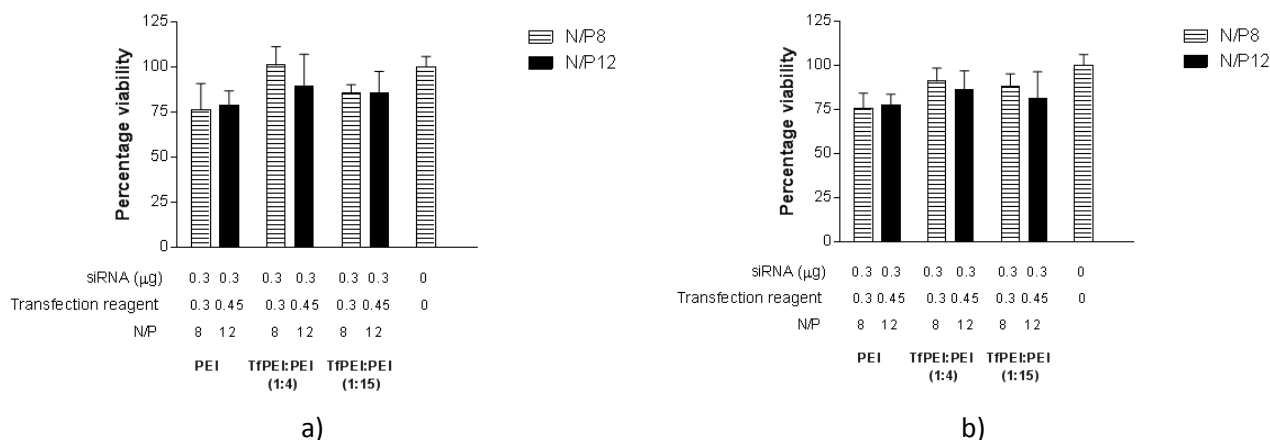 125
100
75
50
25
0
Percentage viability
N/P8
N/P12
siRNA (μg) 0.3 0.3 0.3 0.3 0.3 0.3 0
Transfection reagent 0.3 0.45 0.3 0.45 0.3 0.45 0
N/P 8 12 8 12 8 12
PEI TfPEI:PEI TfPEI:PEI
(1:4) (1:15)
a)
125
100
75
50
25
0
Percentage viability
N/P8
N/P12
siRNA (μg) 0.3 0.3 0.3 0.3 0.3 0.3 0
Transfection reagent 0.3 0.45 0.3 0.45 0.3 0.45 0
N/P 8 12 8 12 8 12
PEI TfPEI:PEI TfPEI:PEI
(1:4) (1:15)
b)